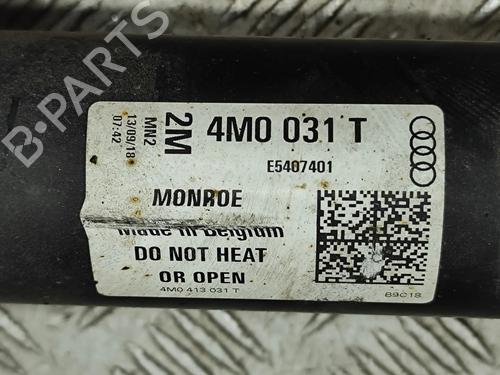 2M
MN2
13/09/18
07:42
4M0 031 T
E5407401
MONROE
Made in Belgium
DO NOT HEAT
OR OPEN
4M0 413 031 T
B9C18
B-PARTS